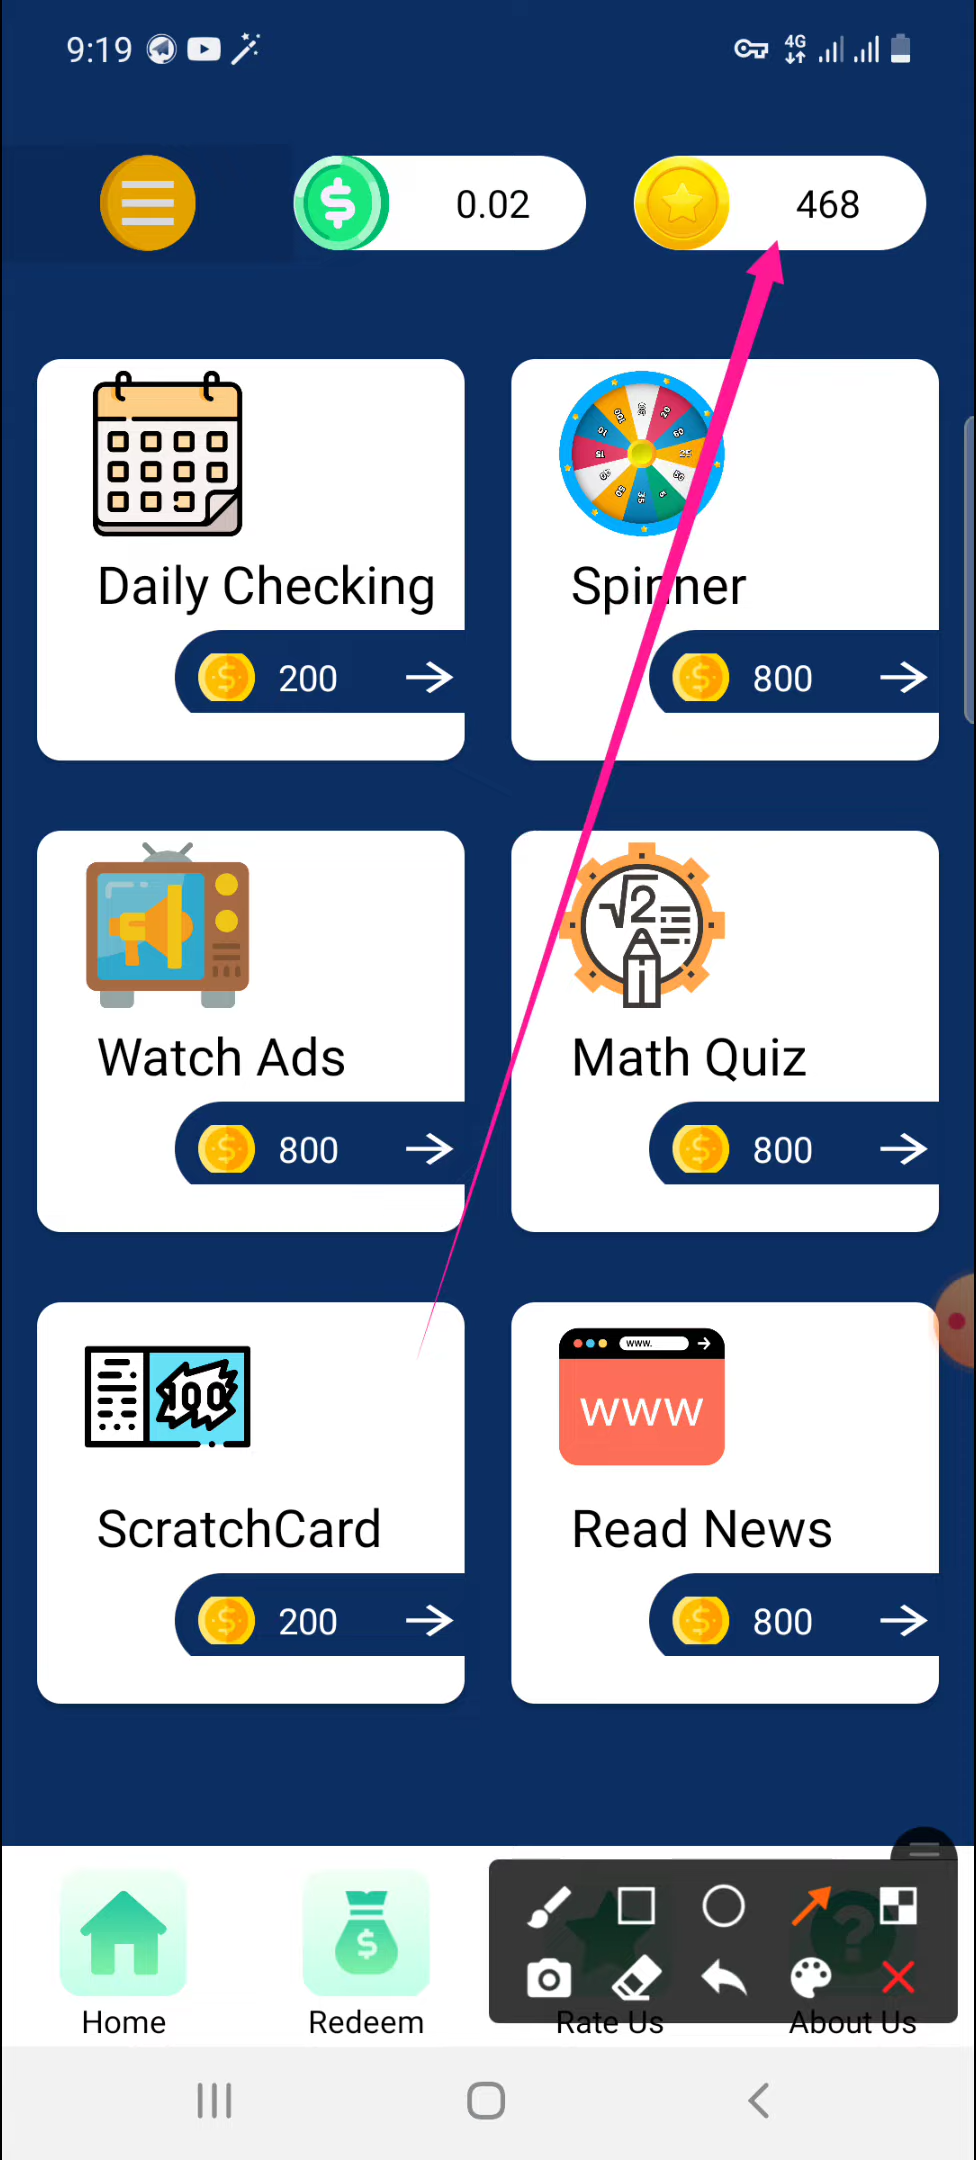 9:19
4G
0.02
468
Daily Checking
200
Spinner
800
Watch Ads
800
√2
Math Quiz
800
100
ScratchCard
200
www.
www
Read News
800
Home
Redeem
Rate Us
About Us